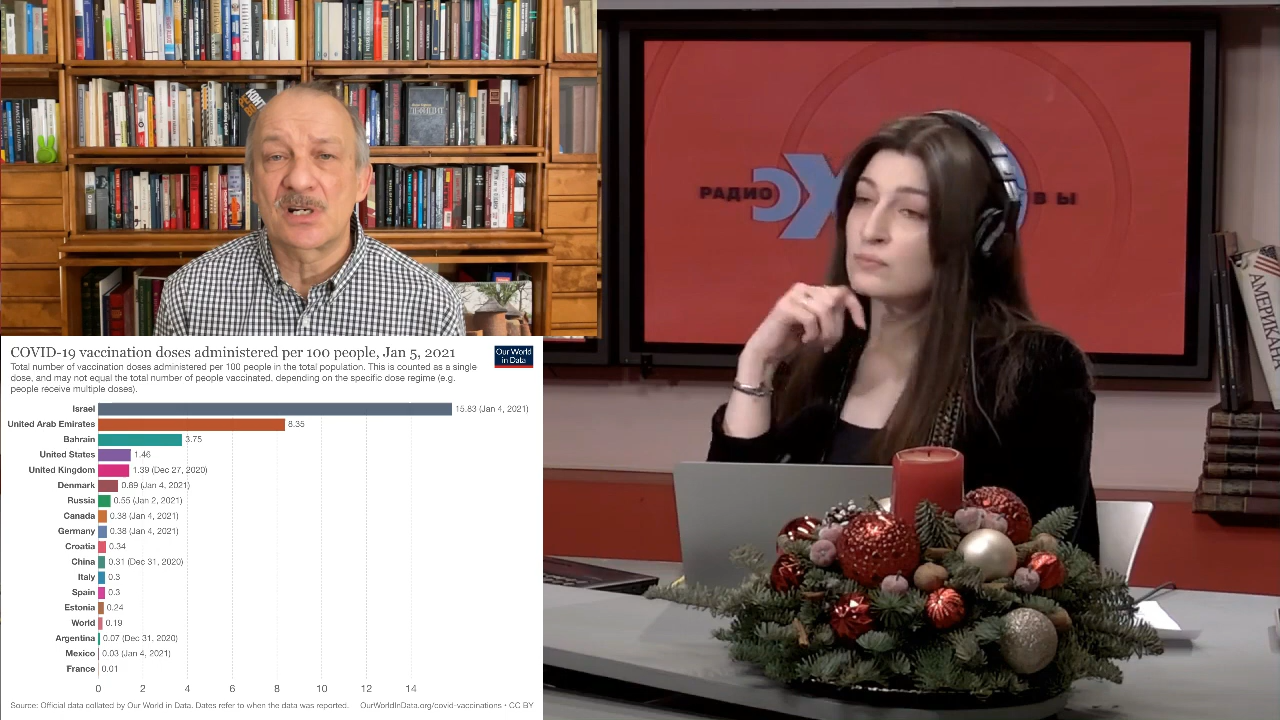 КОНТ
ДЕФИЦИТ
РАДИО
ЭХ
ВЫ
АМЕРИКАНА
COVID-19 vaccination doses administered per 100 people, Jan 5, 2021
Our World
in Data
Total number of vaccination doses administered per 100 people in the total population. This is counted as a single
dose, and may not equal the total number of people vaccinated, depending on the specific dose regime (e.g.
people receive multiple doses).
Israel 15.83 (Jan 4, 2021)
United Arab Emirates 8.35
Bahrain 3.75
United States 1.46
United Kingdom 1.39 (Dec 27, 2020)
Denmark 0.89 (Jan 4, 2021)
Russia 0.55 (Jan 2, 2021)
Canada 0.38 (Jan 4, 2021)
Germany 0.38 (Jan 4, 2021)
Croatia 0.34
China 0.31 (Dec 31, 2020)
Italy 0.3
Spain 0.3
Estonia 0.24
World 0.19
Argentina 0.07 (Dec 31, 2020)
Mexico 0.03 (Jan 4, 2021)
France 0.01
0 2 4 6 8 10 12 14
Source: Official data collated by Our World in Data. Dates refer to when the data was reported. OurWorldInData.org/covid-vaccinations • CC BY